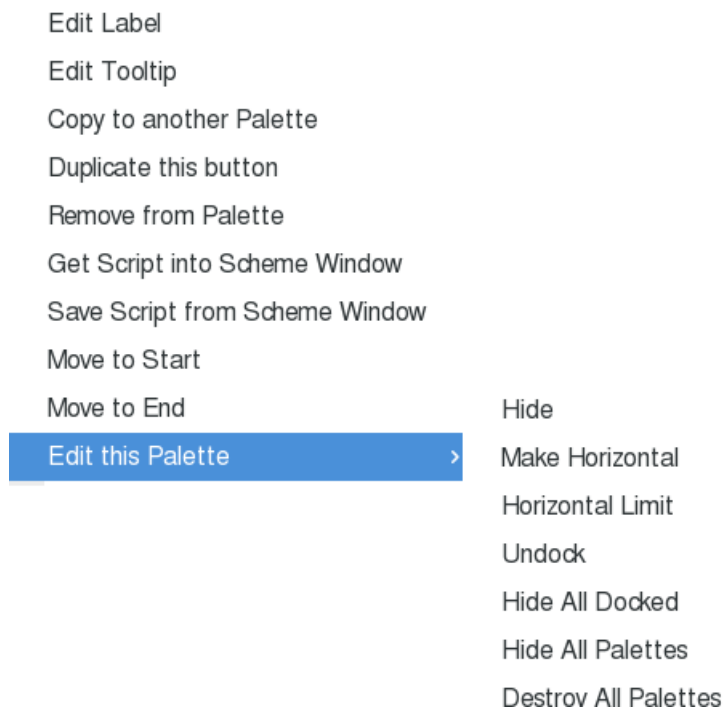 Edit Label
Edit Tooltip
Copy to another Palette
Duplicate this button
Remove from Palette
Get Script into Scheme Window
Save Script from Scheme Window
Move to Start
Move to End
Edit this Palette
Hide
Make Horizontal
Horizontal Limit
Undock
Hide All Docked
Hide All Palettes
Destroy All Palettes